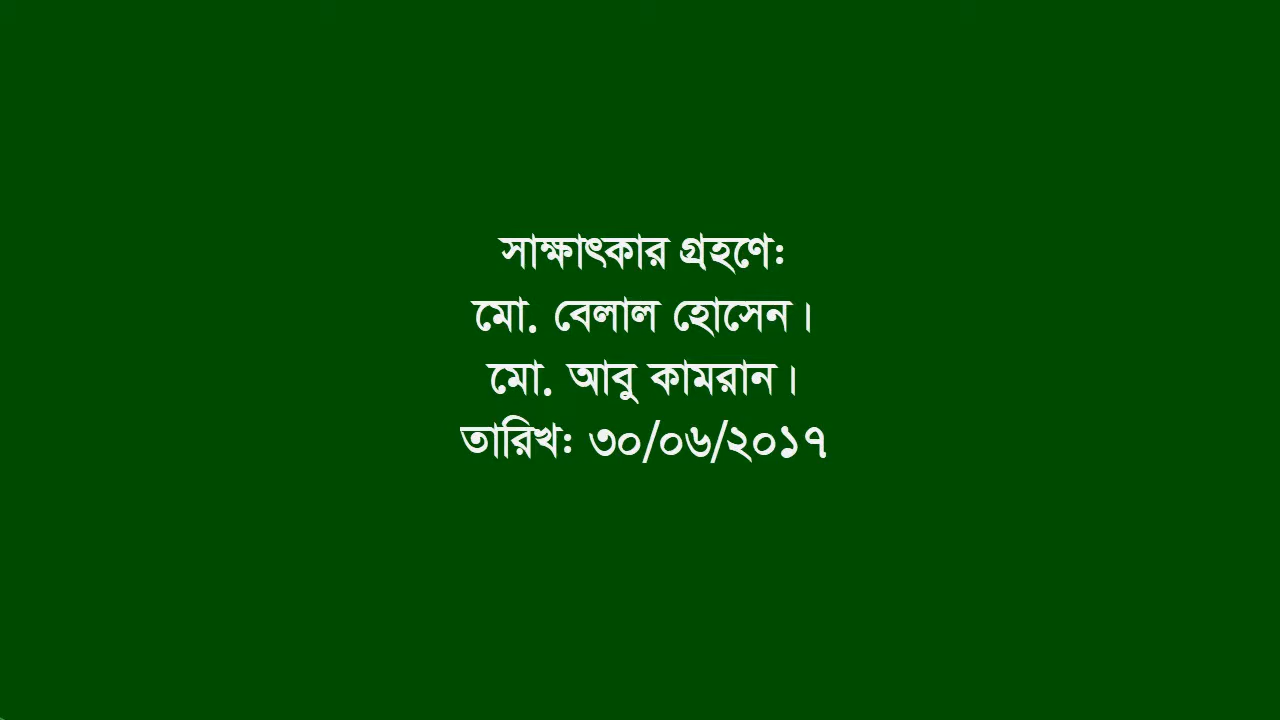 সাক্ষাৎকার গ্রহণে:
মো. বেলাল হোসেন।
মো. আবু কামরান।
তারিখ: ৩০/০৬/২০১৭